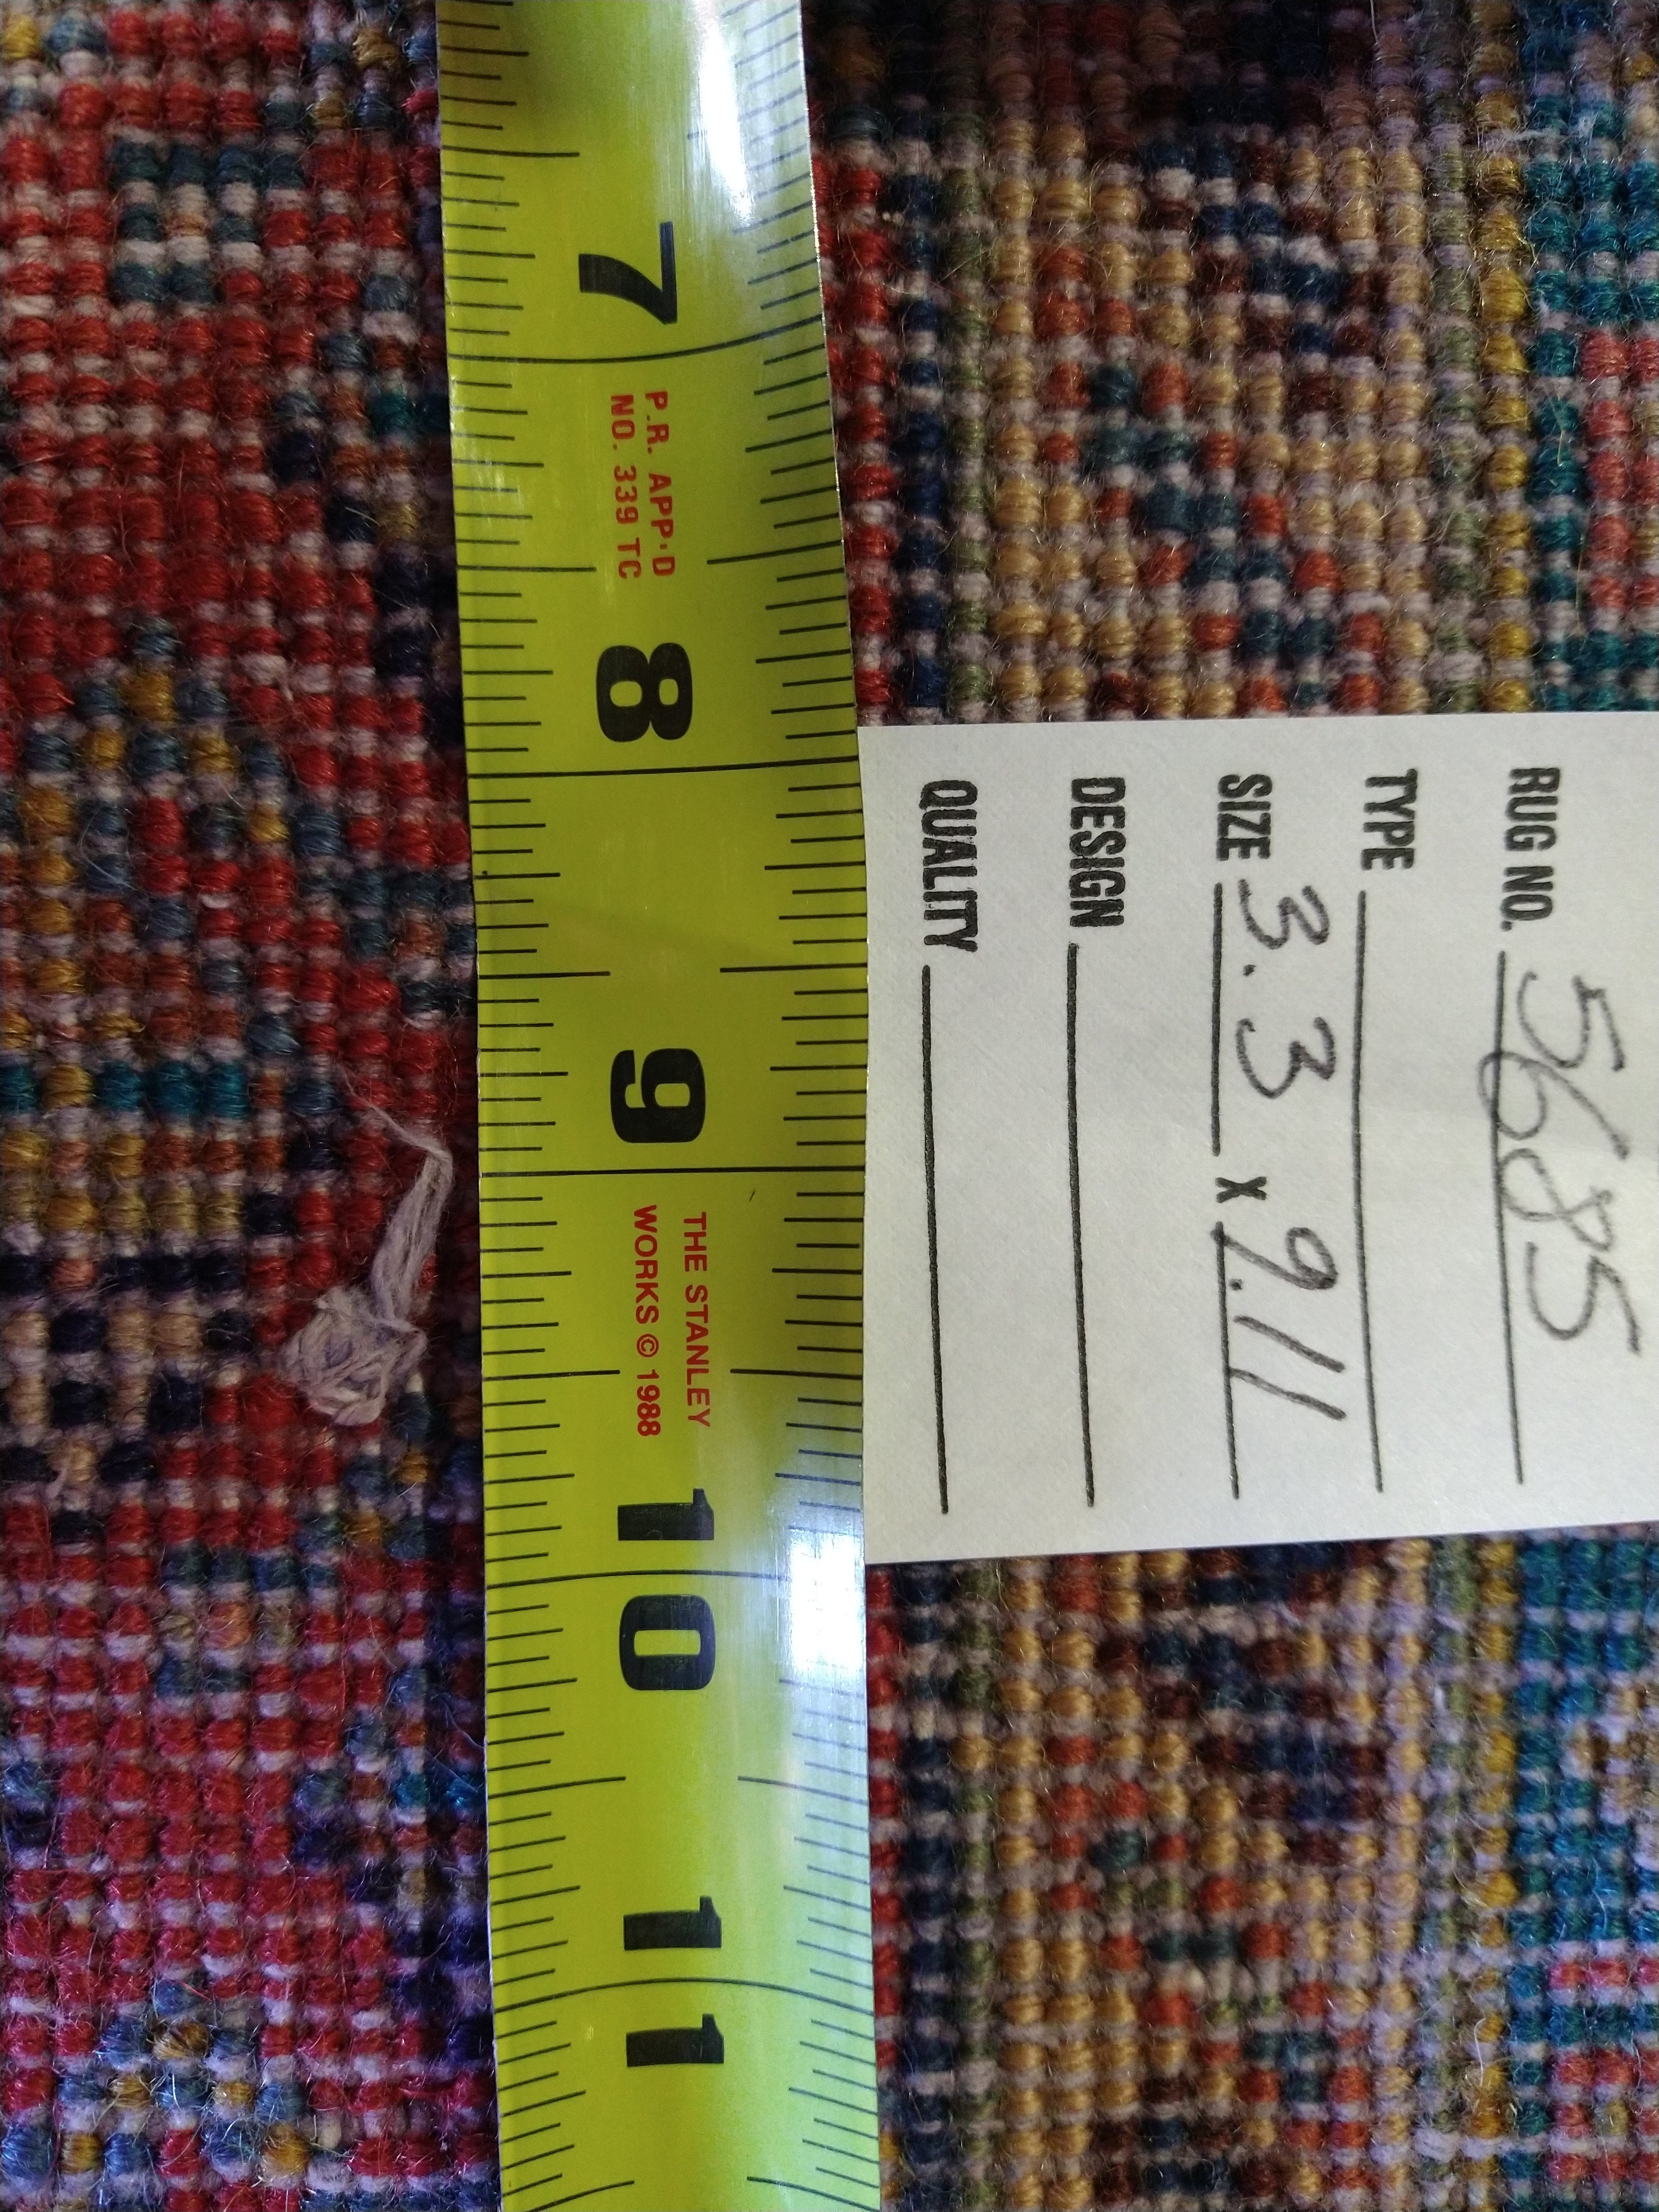 7
P.R. APP'D
NO. 339 TC
8
9
THE STANLEY
WORKS © 1988
10
11
RUG NO. 5685
TYPE
SIZE 3.3 x 9.11
DESIGN
QUALITY